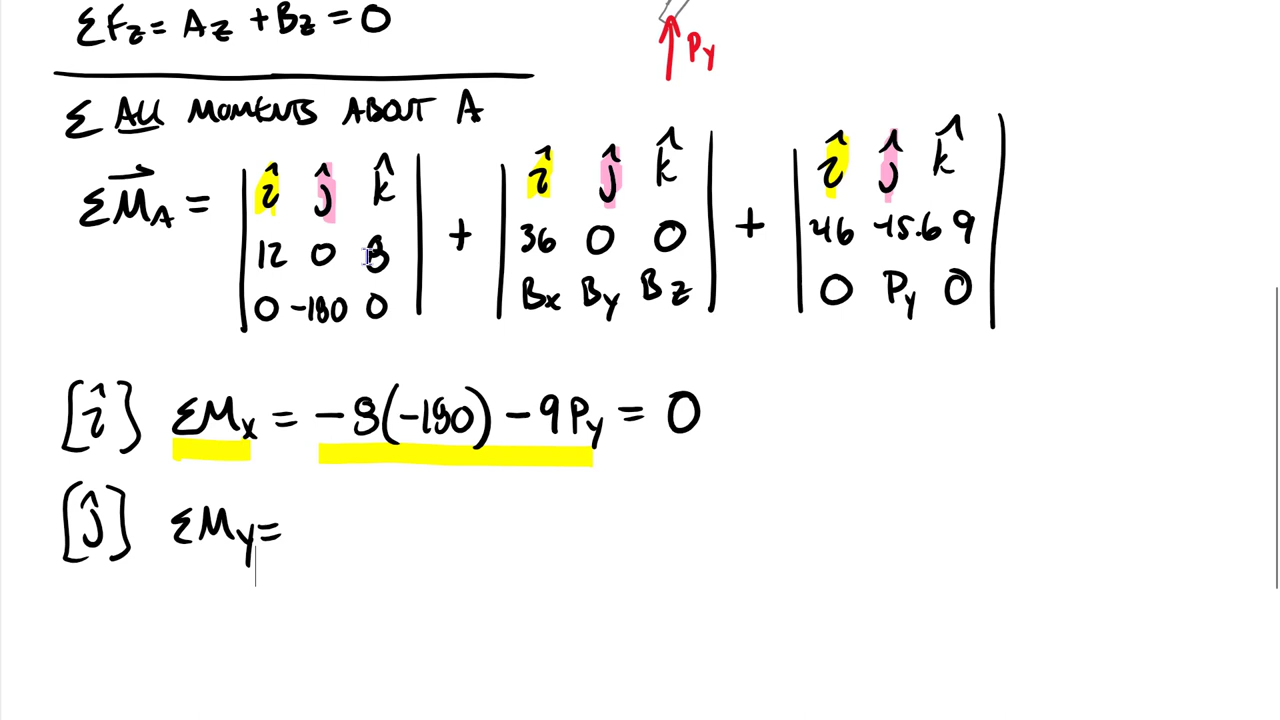 ΣFz = Az + Bz = 0
Py
Σ ALL MOMENTS ABOUT A
î ĵ k̂ î ĵ k̂ î ĵ k̂
ΣM⃗A = | 12 0 8 | + | 36 0 0 | + | 46 -15.6 9 |
0 -180 0 Bx By Bz 0 Py 0
[î] ΣMx = -8(-180) - 9Py = 0
[ĵ] ΣMy =